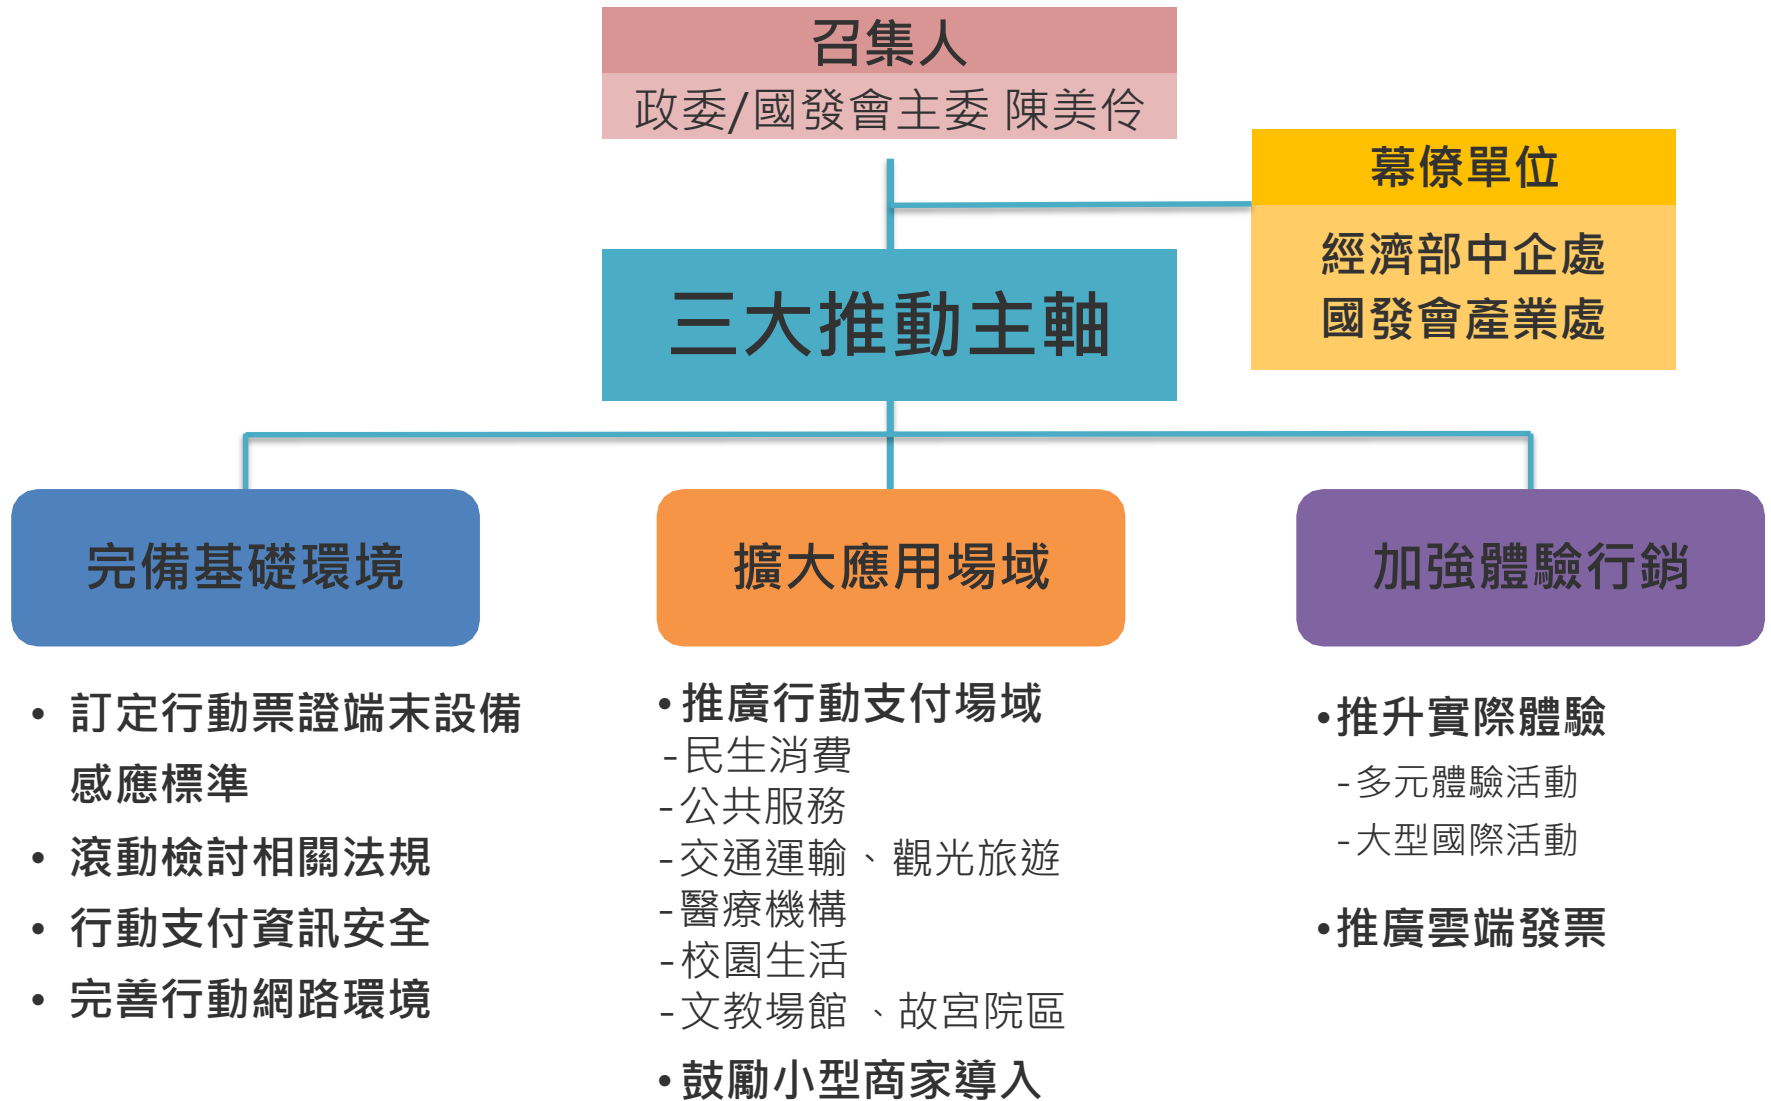 召集人
政委/國發會主委 陳美伶
幕僚單位
經濟部中企處
國發會產業處
三大推動主軸
完備基礎環境
• 訂定行動票證端末設備
感應標準
• 滾動檢討相關法規
• 行動支付資訊安全
• 完善行動網路環境
擴大應用場域
•推廣行動支付場域
-民生消費
-公共服務
-交通運輸、觀光旅遊
-醫療機構
-校園生活
-文教場館 、故宮院區
•鼓勵小型商家導入
加強體驗行銷
•推升實際體驗
-多元體驗活動
-大型國際活動
•推廣雲端發票